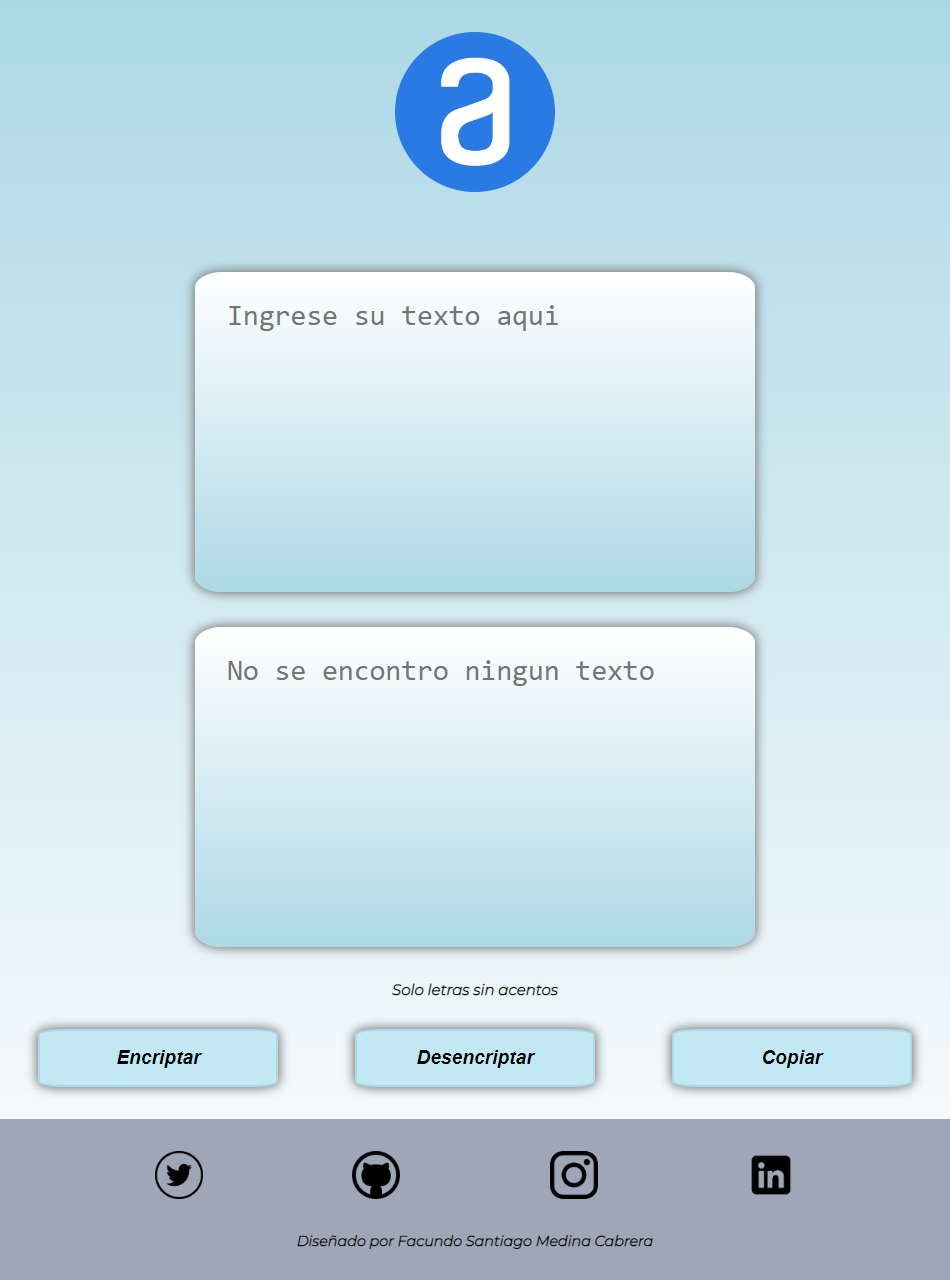 a
Ingrese su texto aqui
No se encontro ningun texto
Solo letras sin acentos
Encriptar
Desencriptar
Copiar
in
Diseñado por Facundo Santiago Medina Cabrera